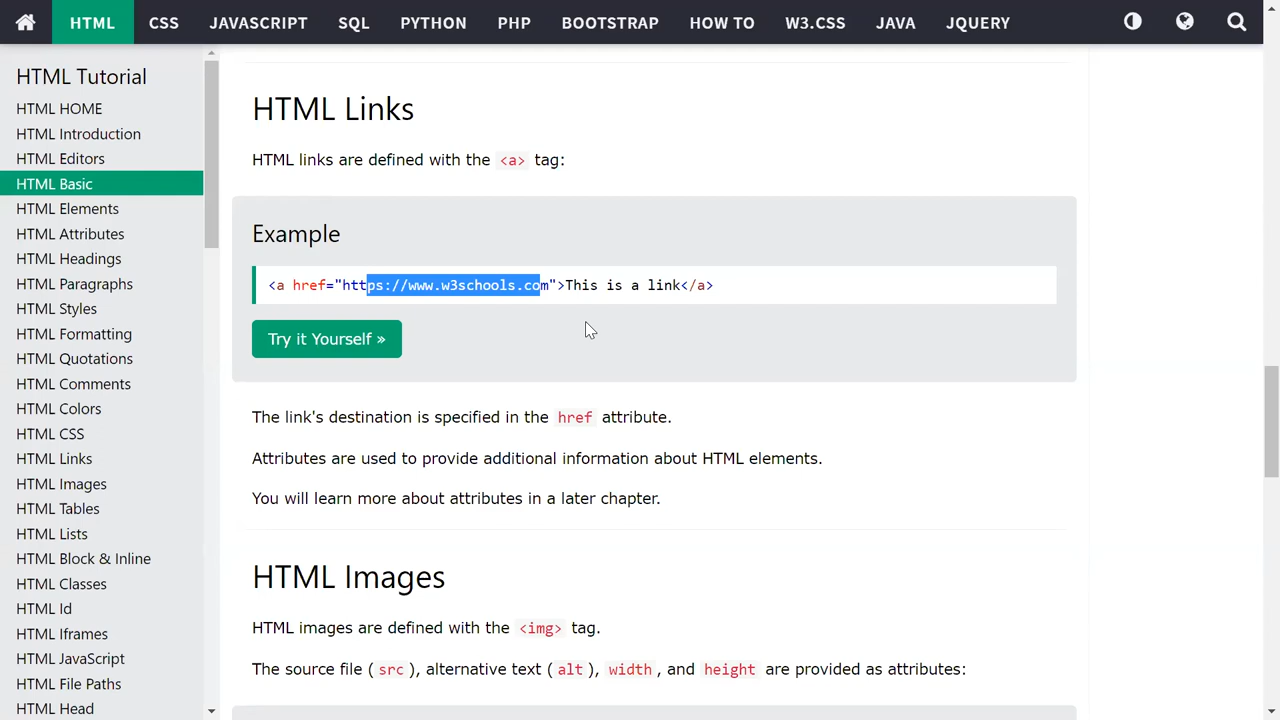 HTML CSS JAVASCRIPT SQL PYTHON PHP BOOTSTRAP HOW TO W3.CSS JAVA JQUERY
HTML Tutorial
HTML HOME
HTML Introduction
HTML Editors
HTML Basic
HTML Elements
HTML Attributes
HTML Headings
HTML Paragraphs
HTML Styles
HTML Formatting
HTML Quotations
HTML Comments
HTML Colors
HTML CSS
HTML Links
HTML Images
HTML Tables
HTML Lists
HTML Block & Inline
HTML Classes
HTML Id
HTML Iframes
HTML JavaScript
HTML File Paths
HTML Head
HTML Links
HTML links are defined with the <a> tag:
Example
<a href="https://www.w3schools.com">This is a link</a>
Try it Yourself »
The link's destination is specified in the href attribute.
Attributes are used to provide additional information about HTML elements.
You will learn more about attributes in a later chapter.
HTML Images
HTML images are defined with the <img> tag.
The source file (src), alternative text (alt), width, and height are provided as attributes: